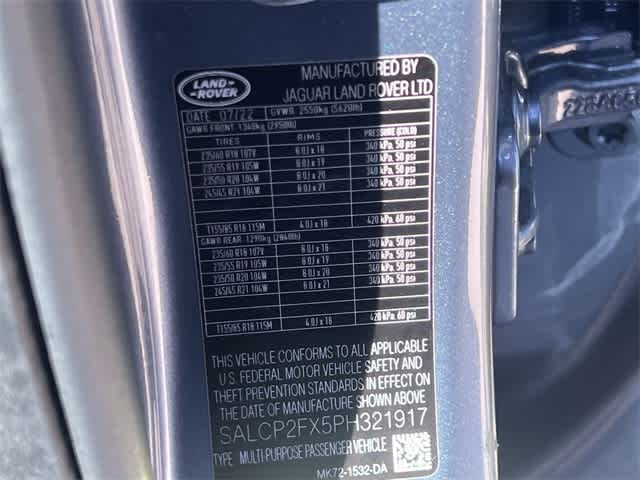 LAND ROVER
MANUFACTURED BY
JAGUAR LAND ROVER LTD
DATE 07/22 GVWR 2550kg (5620lb)
GAWR FRONT 1340kg (2950lb)
TIRES RIMS PRESSURE (COLD)
235/60 R18 107V 8.0J x 18 340 kPa, 50 psi
235/55 R19 105W 8.0J x 19 340 kPa, 50 psi
235/50 R20 104W 8.0J x 20 340 kPa, 50 psi
245/45 R21 104W 8.0J x 21 340 kPa, 50 psi
T155/85 R18 115M 4.0J x 18 420 kPa, 60 psi
GAWR REAR 1290kg (2840lb)
235/60 R18 107V 8.0J x 18 340 kPa, 50 psi
235/55 R19 105W 8.0J x 19 340 kPa, 50 psi
235/50 R20 104W 8.0J x 20 340 kPa, 50 psi
245/45 R21 104W 8.0J x 21 340 kPa, 50 psi
T155/85 R18 115M 4.0J x 18 420 kPa, 60 psi
THIS VEHICLE CONFORMS TO ALL APPLICABLE
U.S. FEDERAL MOTOR VEHICLE SAFETY AND
THEFT PREVENTION STANDARDS IN EFFECT ON
THE DATE OF MANUFACTURE SHOWN ABOVE.
SALCP2FX5PH321917
TYPE: MULTI PURPOSE PASSENGER VEHICLE
MK72-1532-DA